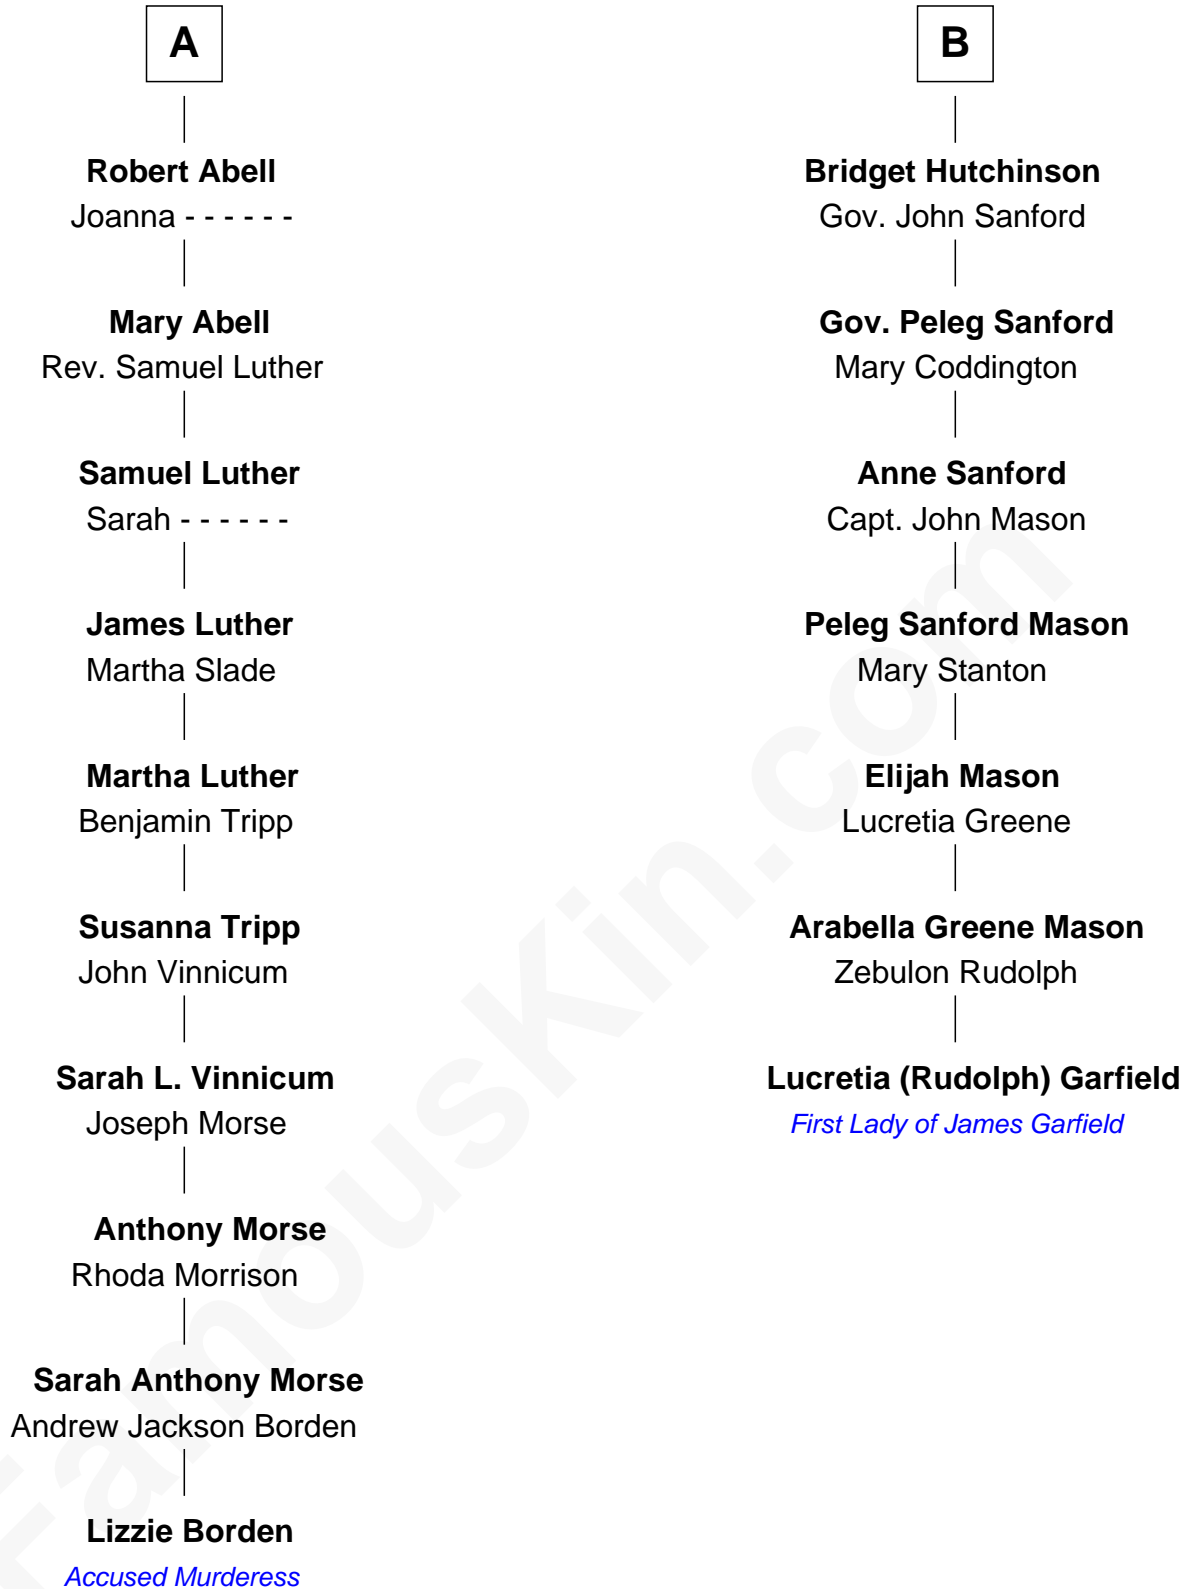 A
Robert Abell
Joanna - - - - - -
Mary Abell
Rev. Samuel Luther
Samuel Luther
Sarah - - - - - -
James Luther
Martha Slade
Martha Luther
Benjamin Tripp
Susanna Tripp
John Vinnicum
Sarah L. Vinnicum
Joseph Morse
Anthony Morse
Rhoda Morrison
Sarah Anthony Morse
Andrew Jackson Borden
Lizzie Borden
Accused Murderess
B
Bridget Hutchinson
Gov. John Sanford
Gov. Peleg Sanford
Mary Coddington
Anne Sanford
Capt. John Mason
Peleg Sanford Mason
Mary Stanton
Elijah Mason
Lucretia Greene
Arabella Greene Mason
Zebulon Rudolph
Lucretia (Rudolph) Garfield
First Lady of James Garfield
FamousKin.com